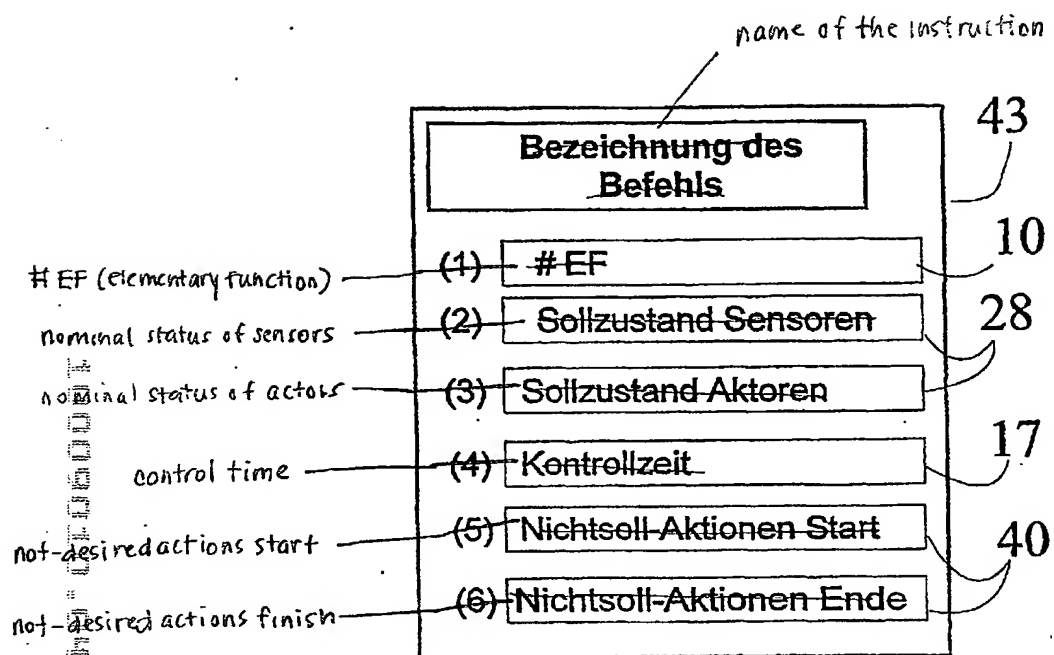 name of the instruction
Bezeichnung des
Befehls
43
# EF (elementary function) (1) # EF 10
nominal status of sensors (2) Sollzustand Sensoren 28
nominal status of actors (3) Sollzustand Aktoren
control time (4) Kontrollzeit 17
not-desired actions start (5) Nichtsoll-Aktionen Start 40
not-desired actions finish (6) Nichtsoll-Aktionen Ende